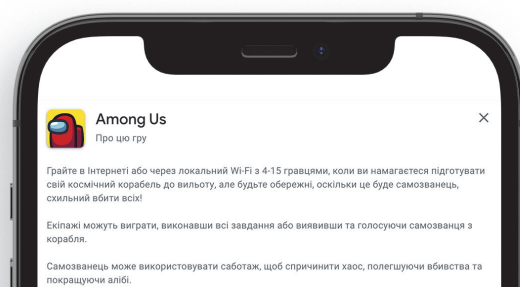 Among Us
Про цю гру
Грайте в Інтернеті або через локальний Wi-Fi з 4-15 гравцями, коли ви намагаєтеся підготувати
свій космічний корабель до вильоту, але будьте обережні, оскільки це буде самозванець,
схильний вбити всіх!
Екіпажі можуть виграти, виконавши всі завдання або виявивши та голосуючи самозванця з
корабля.
Самозванець може використовувати саботаж, щоб спричинити хаос, полегшуючи вбивства та
покращуючи алібі.